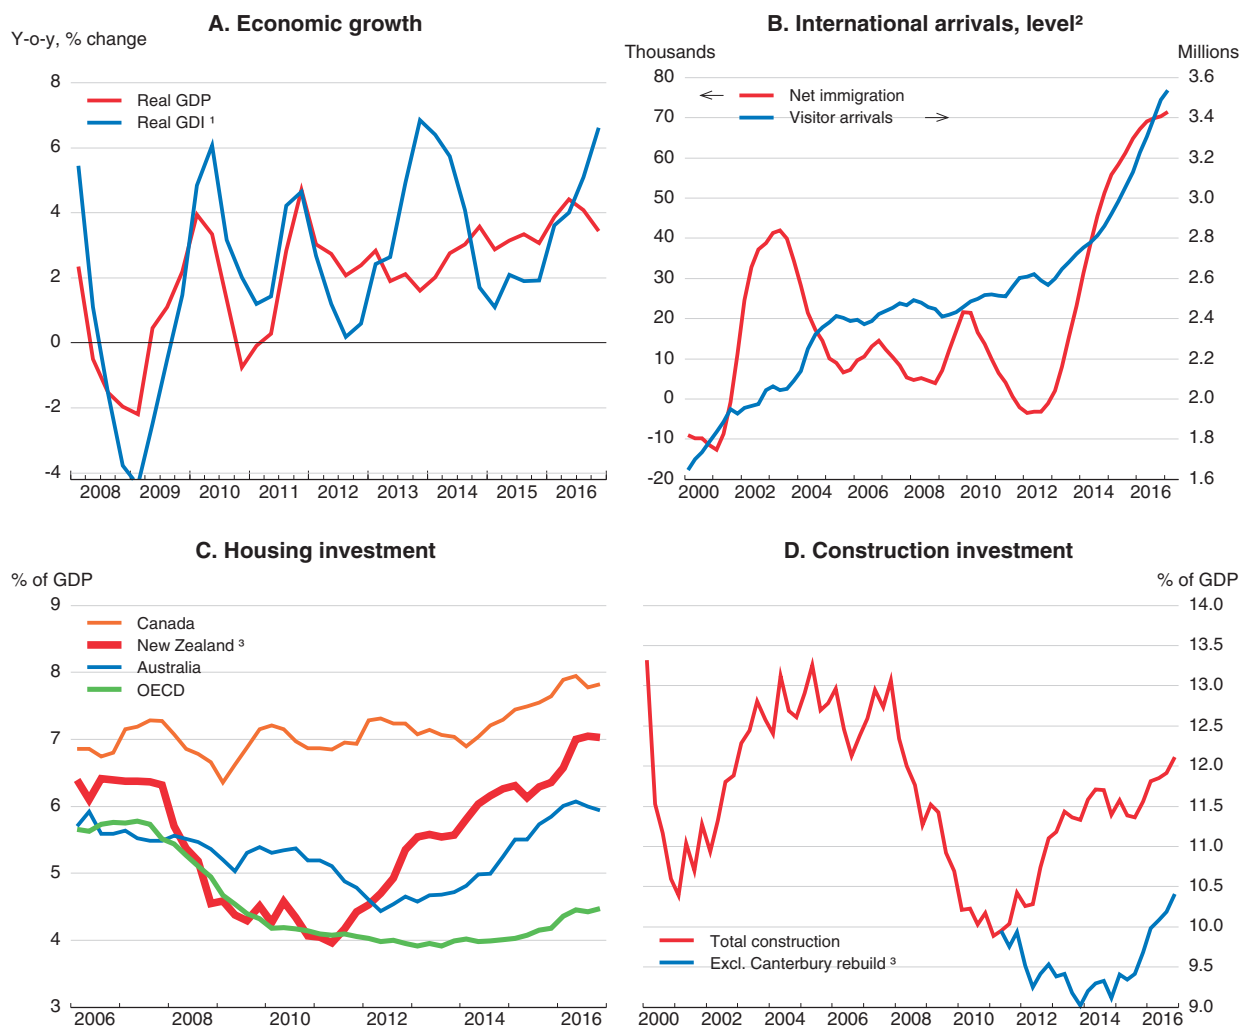 A. Economic growth
Y-o-y, % change
8
6
4
2
0
-2
-4
Real GDP
Real GDI ¹
2008 2009 2010 2011 2012 2013 2014 2015 2016
B. International arrivals, level²
Thousands
Millions
80
70
60
50
40
30
20
10
0
-10
-20
Net immigration
Visitor arrivals
3.6
3.4
3.2
3.0
2.8
2.6
2.4
2.2
2.0
1.8
1.6
2000 2002 2004 2006 2008 2010 2012 2014 2016
C. Housing investment
% of GDP
9
8
7
6
5
4
3
Canada
New Zealand ³
Australia
OECD
2006 2008 2010 2012 2014 2016
D. Construction investment
% of GDP
14.0
13.5
13.0
12.5
12.0
11.5
11.0
10.5
10.0
9.5
9.0
Total construction
Excl. Canterbury rebuild ³
2000 2002 2004 2006 2008 2010 2012 2014 2016